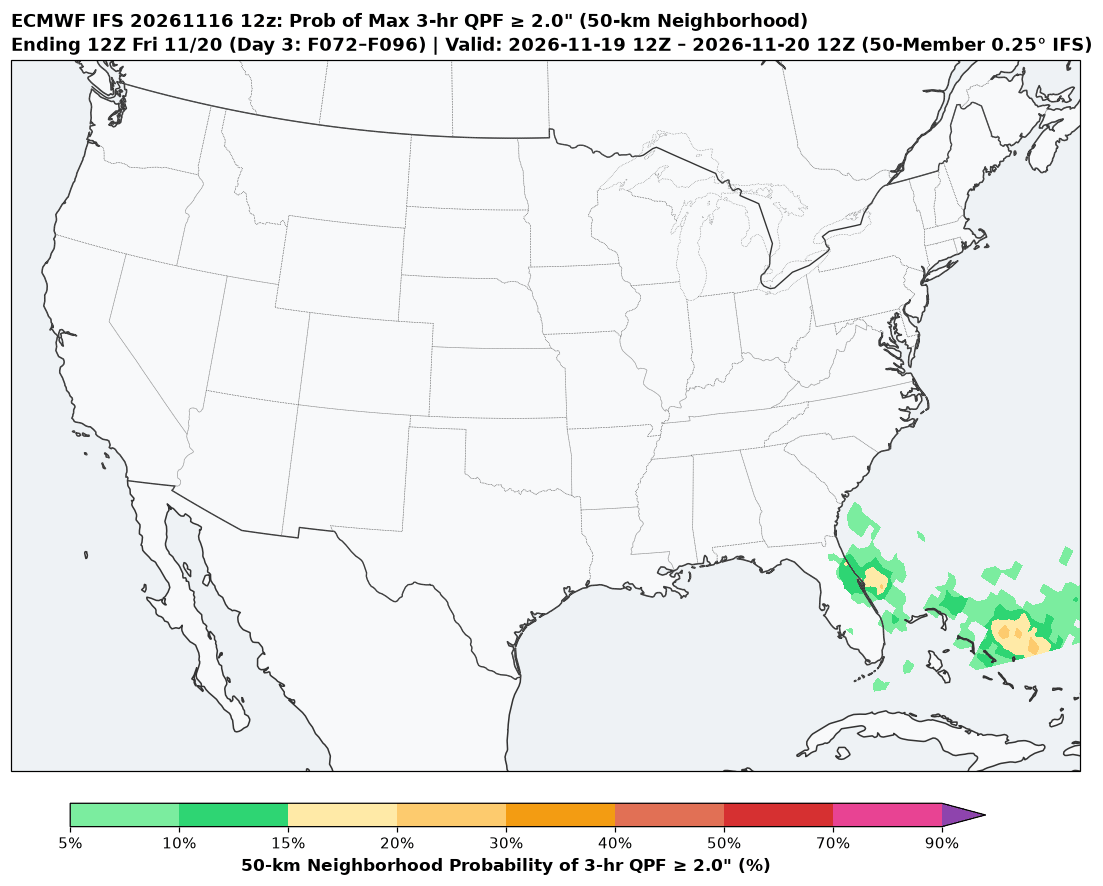 ECMWF IFS 20261116 12z: Prob of Max 3-hr QPF ≥ 2.0" (50-km Neighborhood)
Ending 12Z Fri 11/20 (Day 3: F072–F096) | Valid: 2026-11-19 12Z – 2026-11-20 12Z (50-Member 0.25° IFS)
5% 10% 15% 20% 30% 40% 50% 70% 90%
50-km Neighborhood Probability of 3-hr QPF ≥ 2.0" (%)